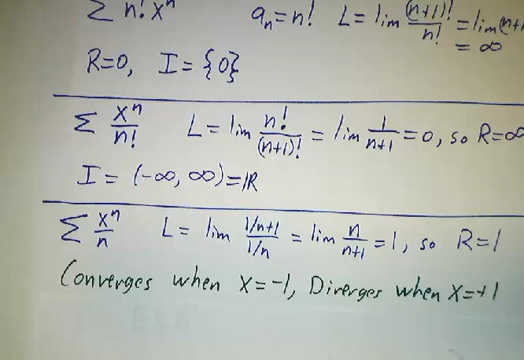 ∑ n! xⁿ aₙ = n! L = lim (n+1)!/n! = lim (n+1
= ∞
R=0, I = {0}
∑ xⁿ/n! L = lim n!/(n+1)! = lim 1/(n+1) = 0, so R=∞
I = (-∞, ∞) = ℝ
∑ xⁿ/n L = lim (1/n+1)/(1/n) = lim n/(n+1) = 1, so R=1
Converges when X=-1, Diverges when X=+1